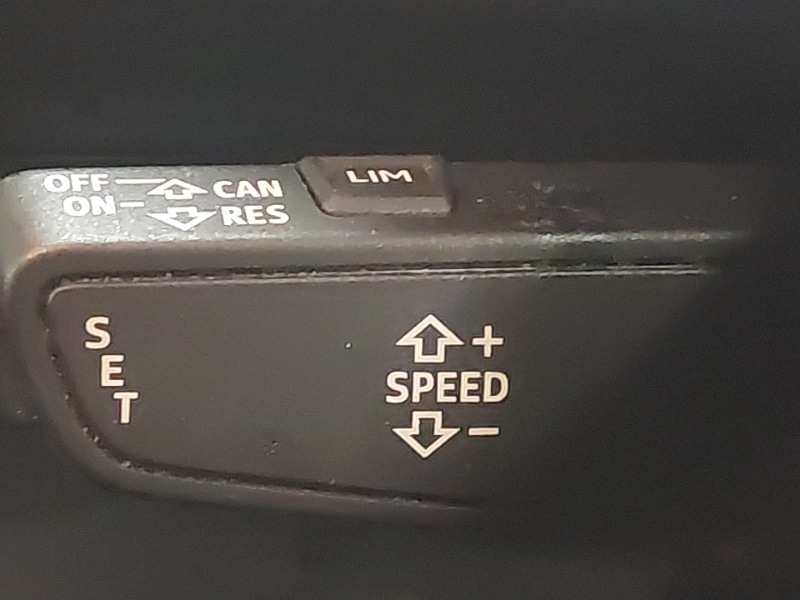 OFF CAN
ON RES
LIM
SET
+
SPEED
-